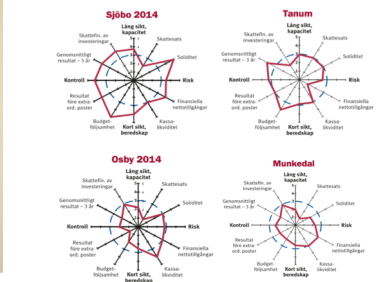 Sjöbo 2014
Lång sikt,
kapacitet
Skattefin. av
investeringar
Skattesats
Genomsnittligt
resultat – 3 år
Soliditet
Kontroll
Risk
Resultat
före extra-
ord. poster
Finansiella
nettotillgångar
Budget-
följsamhet
Kort sikt,
beredskap
Kassa-
likviditet
Tanum
Lång sikt,
kapacitet
Skattefin. av
investeringar
Skattesats
Genomsnittligt
resultat – 3 år
Soliditet
Kontroll
Risk
Resultat
före extra-
ord. poster
Finansiella
nettotillgångar
Budget-
följsamhet
Kort sikt,
beredskap
Kassa-
likviditet
Osby 2014
Lång sikt,
kapacitet
Skattefin. av
investeringar
Skattesats
Genomsnittligt
resultat – 3 år
Soliditet
Kontroll
Risk
Resultat
före extra-
ord. poster
Finansiella
nettotillgångar
Budget-
följsamhet
Kort sikt,
beredskap
Kassa-
likviditet
Munkedal
Lång sikt,
kapacitet
Skattefin. av
investeringar
Skattesats
Genomsnittligt
resultat – 3 år
Soliditet
Kontroll
Risk
Resultat
före extra-
ord. poster
Finansiella
nettotillgångar
Budget-
följsamhet
Kort sikt,
beredskap
Kassa-
likviditet